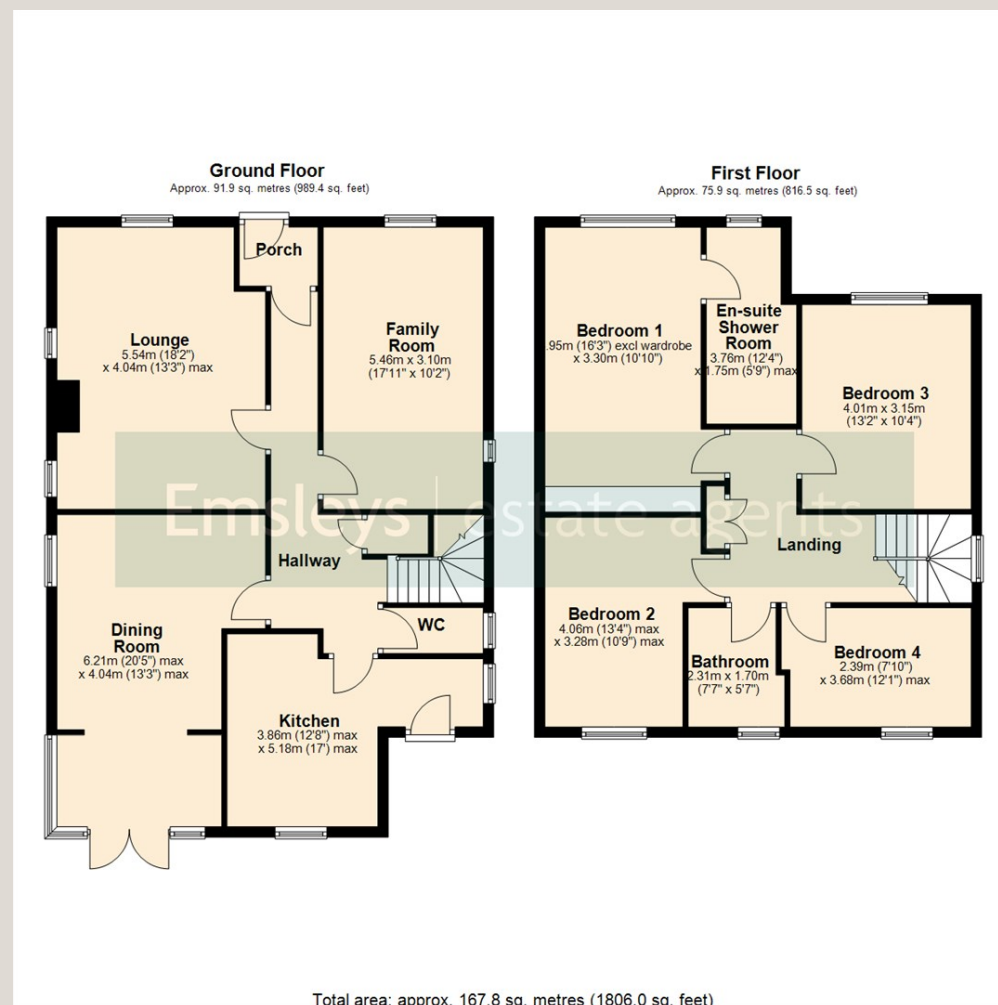 Ground Floor
Approx. 91.9 sq. metres (989.4 sq. feet)
Porch
Lounge
5.54m (18'2")
x 4.04m (13'3") max
Family
Room
5.46m x 3.10m
(17'11" x 10'2")
Hallway
WC
Dining
Room
6.21m (20'5") max
x 4.04m (13'3") max
Kitchen
3.86m (12'8") max
x 5.18m (17') max
First Floor
Approx. 75.9 sq. metres (816.5 sq. feet)
Bedroom 1
.95m (16'3") excl wardrobe
x 3.30m (10'10")
En-suite
Shower
Room
3.76m (12'4")
x 1.75m (5'9") max
Bedroom 3
4.01m x 3.15m
(13'2" x 10'4")
Landing
Bedroom 2
4.06m (13'4") max
x 3.28m (10'9") max
Bathroom
2.31m x 1.70m
(7'7" x 5'7")
Bedroom 4
2.39m (7'10")
x 3.68m (12'1") max
Emsleys | estate agents
Total area: approx. 167.8 sq. metres (1806.0 sq. feet)